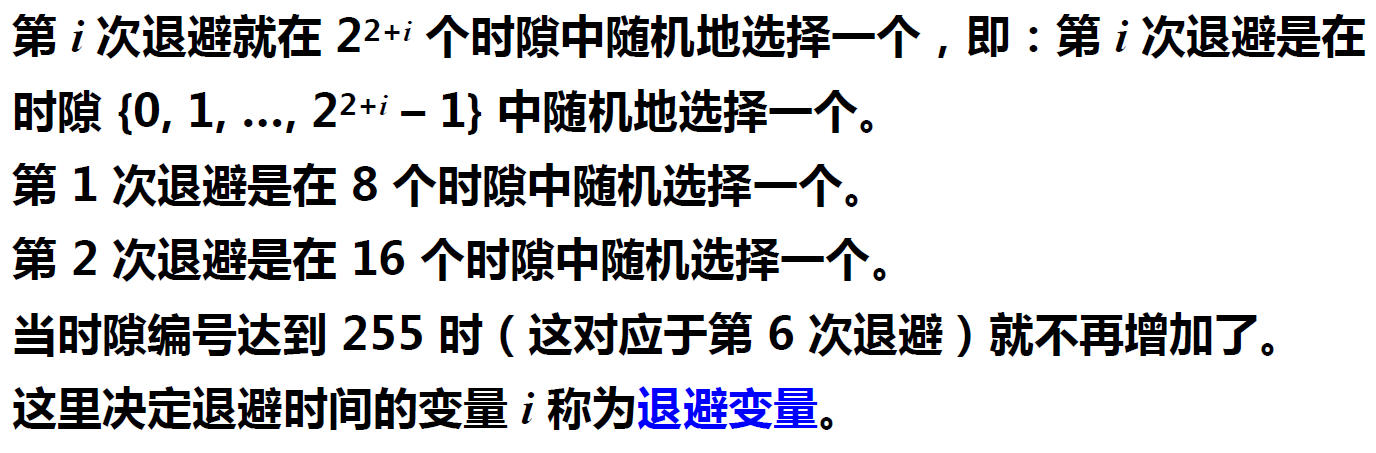 第 i 次退避就在 2²⁺ⁱ 个时隙中随机地选择一个，即：第 i 次退避是在
时隙 {0, 1, …, 2²⁺ⁱ – 1} 中随机地选择一个。
第 1 次退避是在 8 个时隙中随机选择一个。
第 2 次退避是在 16 个时隙中随机选择一个。
当时隙编号达到 255 时（这对应于第 6 次退避）就不再增加了。
这里决定退避时间的变量 i 称为退避变量。